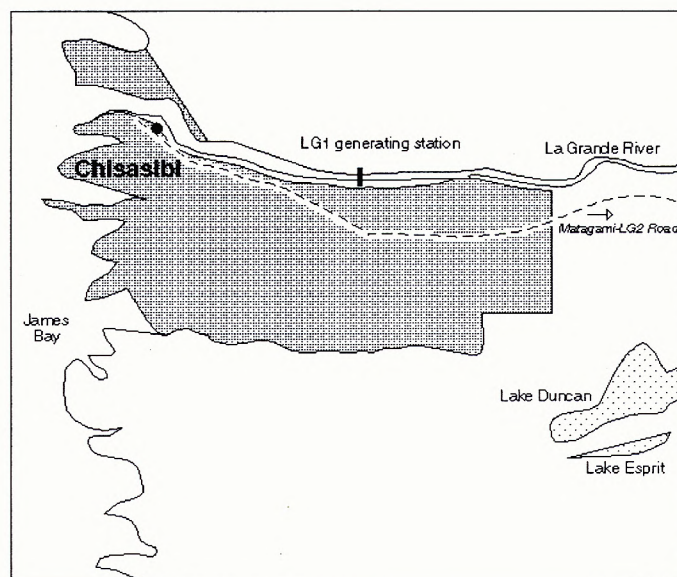 LG1 generating station
La Grande River
Chisasibi
Matagami-LG2 Road
James
Bay
Lake Duncan
Lake Esprit